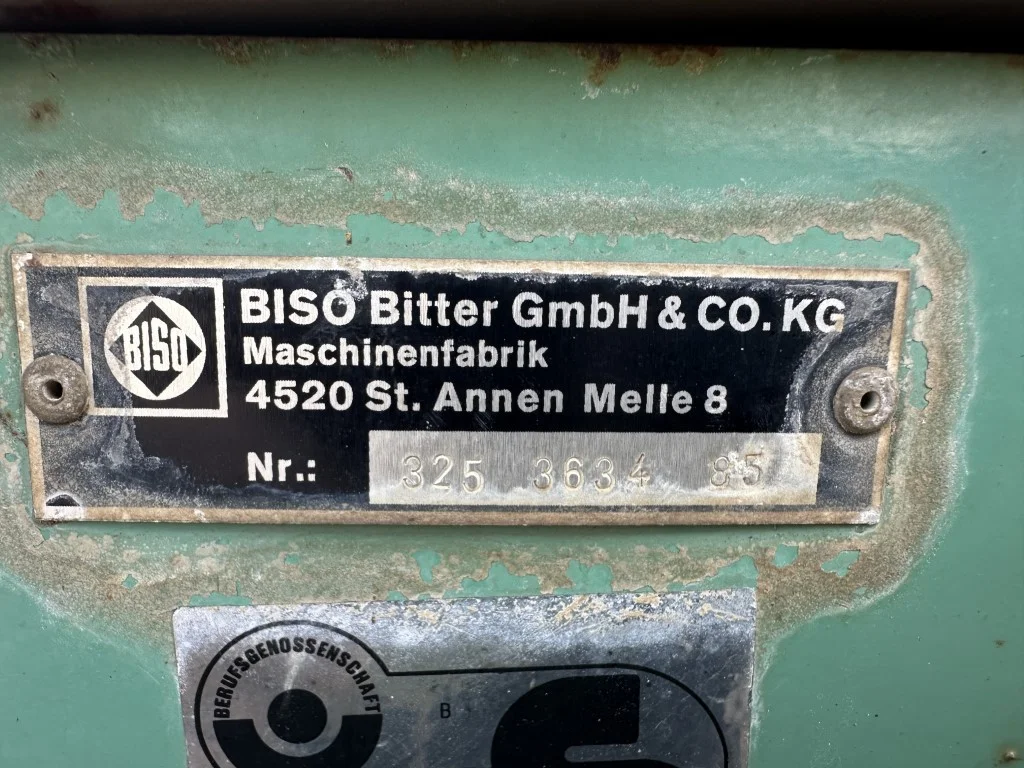 BISO
BISO Bitter GmbH & CO. KG
Maschinenfabrik
4520 St. Annen Melle 8
Nr.: 325 3634 85
BERUFSGENOSSENSCHAFT
B